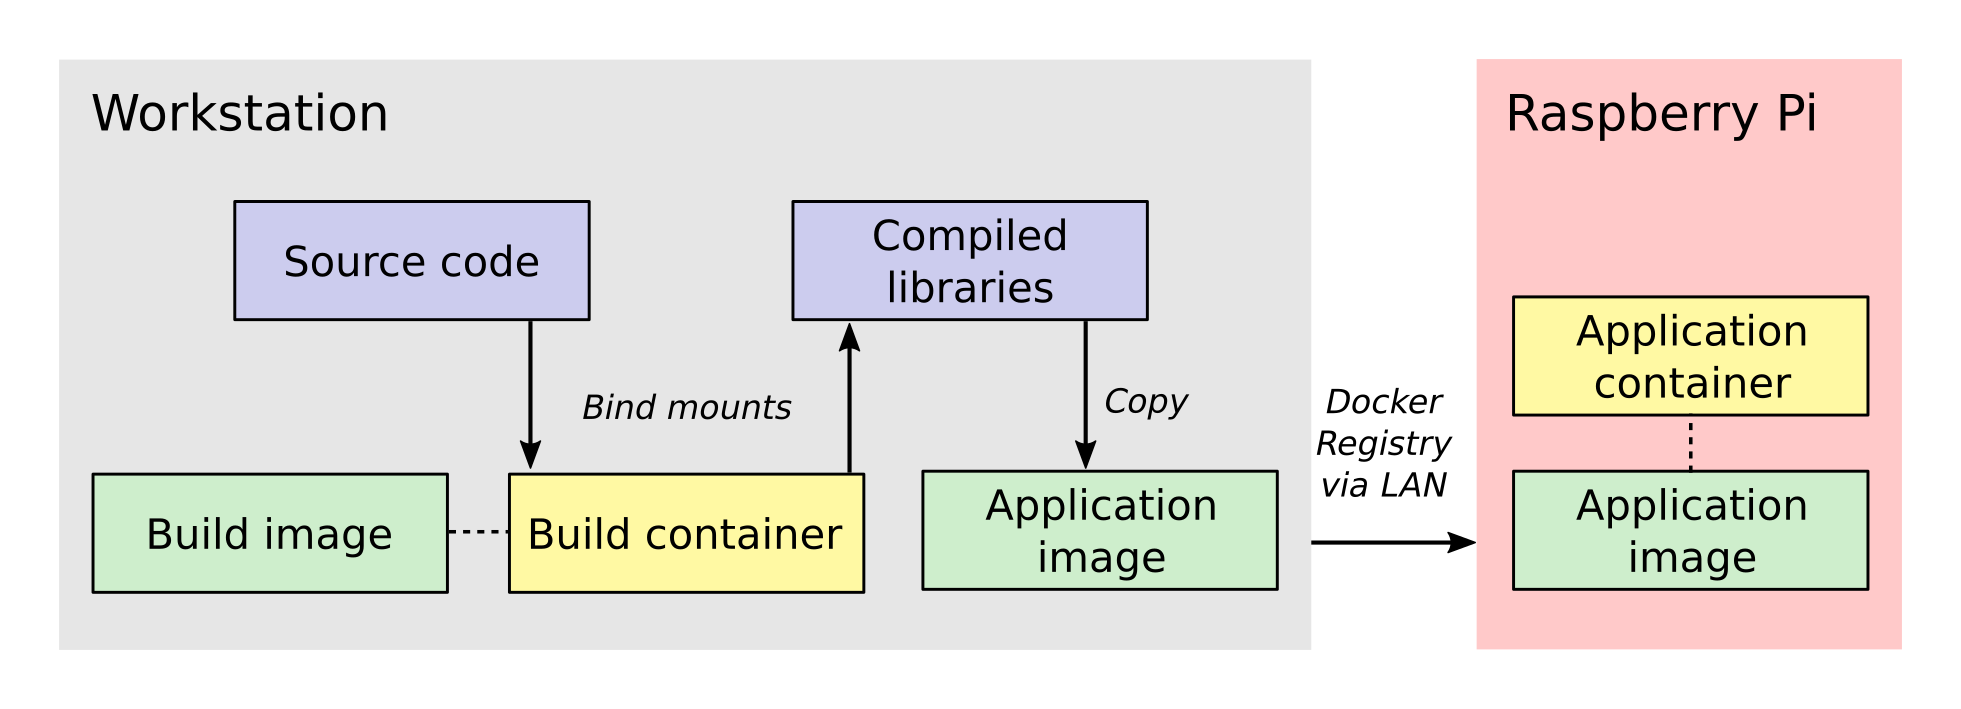 Workstation
Raspberry Pi
Source code
Compiled
libraries
Bind mounts
Copy
Docker
Registry
via LAN
Build image
Build container
Application
image
Application
container
Application
image